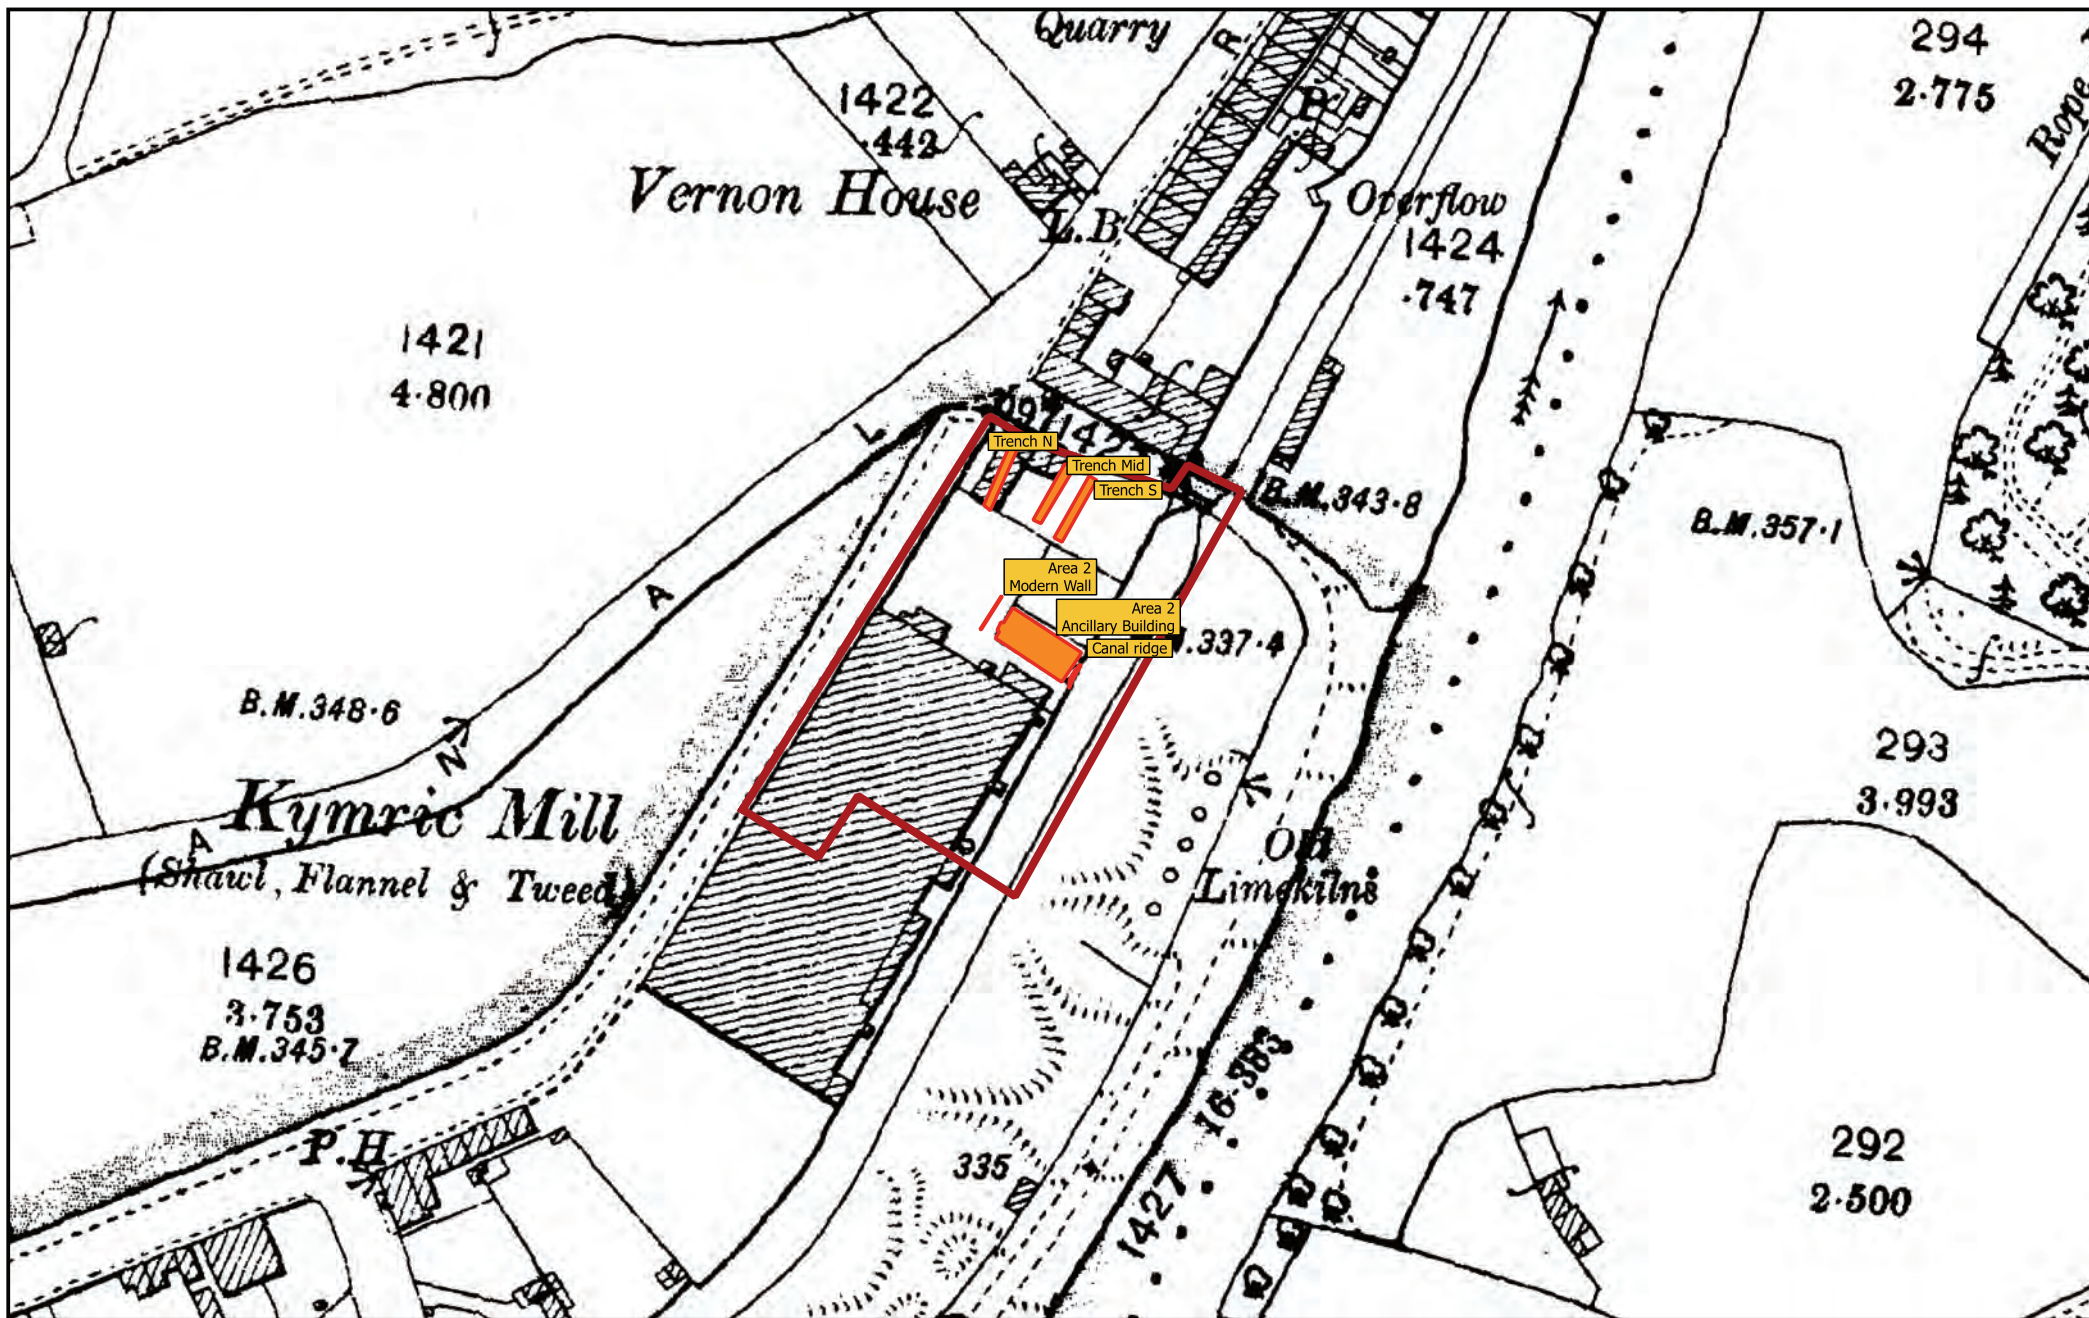 Quarry
R
294
2·775
Rope
1422
·442
P.H
Vernon House
L.B
Overflow
1424
·747
1421
4·800
L
Trench N
Trench Mid
Trench S
B.M.343·8
B.M.357·1
A
Area 2
Modern Wall
Area 2
Ancillary Building
Canal ridge
.337·4
B.M.348·6
N
A
Kymric Mill
(Shawl, Flannel & Tweed)
293
3·993
Old
Limekilns
1426
3·753
B.M.345·7
16·383
1427
P.H
335
292
2·500